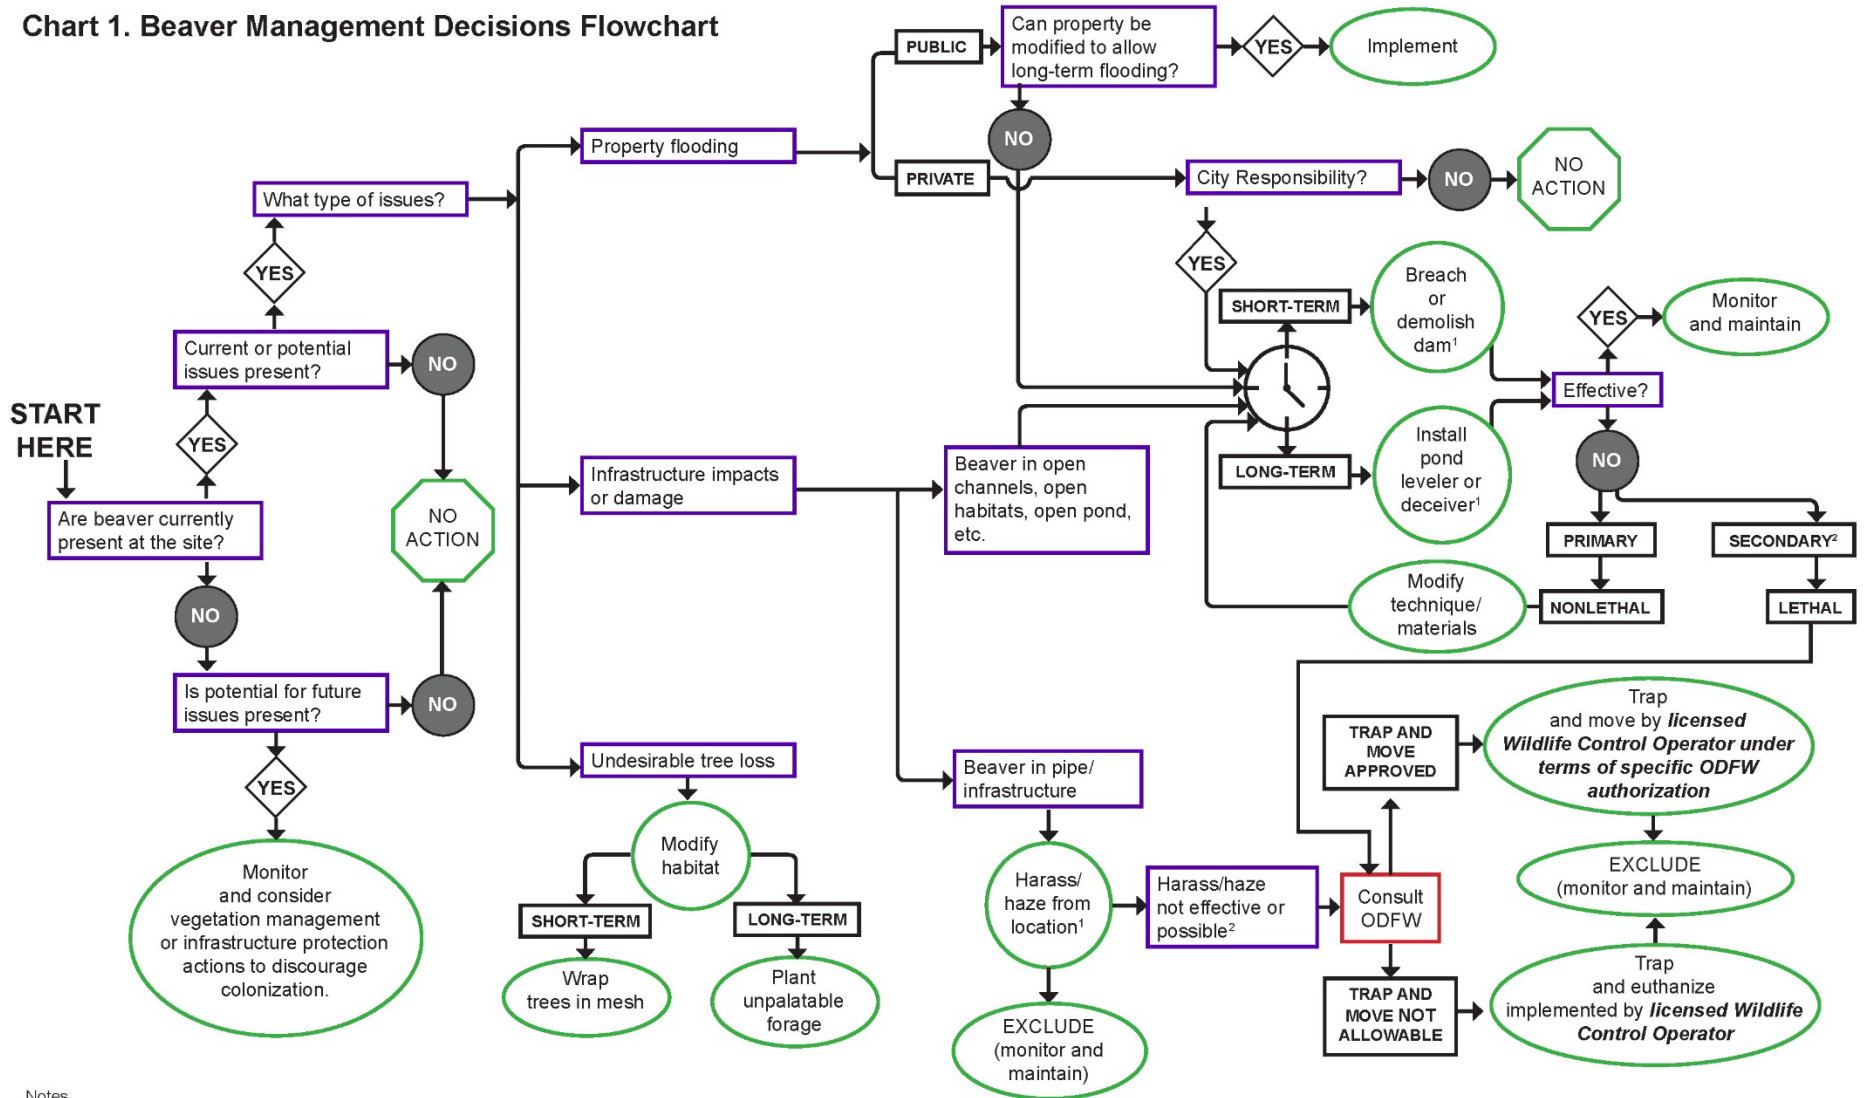 Chart 1. Beaver Management Decisions Flowchart
START
HERE
Are beaver currently
present at the site?
YES
Current or potential
issues present?
YES
What type of issues?
NO
NO
ACTION
NO
Is potential for future
issues present?
NO
YES
Monitor
and consider
vegetation management
or infrastructure protection
actions to discourage
colonization.
Property flooding
PUBLIC
Can property be
modified to allow
long-term flooding?
YES
Implement
NO
PRIVATE
City Responsibility?
NO
NO
ACTION
YES
SHORT-TERM
Breach
or
demolish
dam¹
LONG-TERM
Install
pond
leveler or
deceiver¹
Effective?
YES
Monitor
and maintain
NO
PRIMARY
SECONDARY²
NONLETHAL
LETHAL
Modify
technique/
materials
Infrastructure impacts
or damage
Beaver in open
channels, open
habitats, open pond,
etc.
Undesirable tree loss
Modify
habitat
SHORT-TERM
LONG-TERM
Wrap
trees in mesh
Plant
unpalatable
forage
Beaver in pipe/
infrastructure
Harass/
haze from
location¹
EXCLUDE
(monitor and
maintain)
Harass/haze
not effective or
possible²
Consult
ODFW
TRAP AND
MOVE
APPROVED
Trap
and move by licensed
Wildlife Control Operator under
terms of specific ODFW
authorization
EXCLUDE
(monitor and maintain)
TRAP AND
MOVE NOT
ALLOWABLE
Trap
and euthanize
implemented by licensed Wildlife
Control Operator
Notes